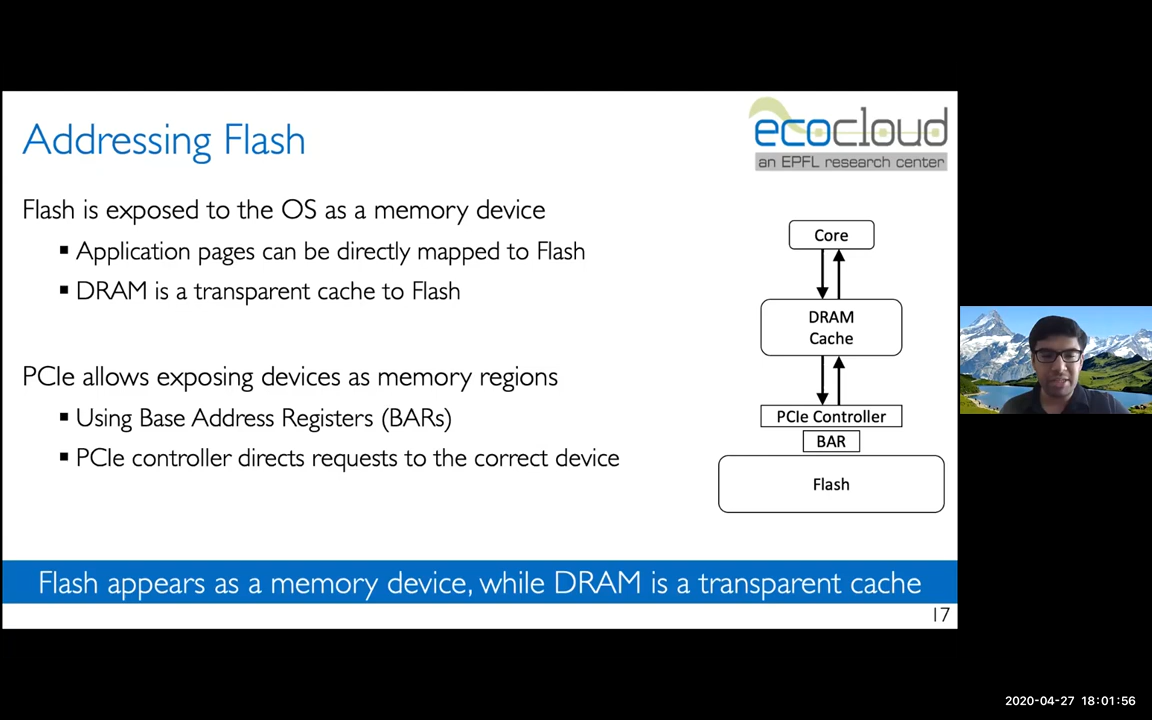 Addressing Flash
ecocloud
an EPFL research center
Flash is exposed to the OS as a memory device
▪ Application pages can be directly mapped to Flash
▪ DRAM is a transparent cache to Flash
PCIe allows exposing devices as memory regions
▪ Using Base Address Registers (BARs)
▪ PCIe controller directs requests to the correct device
Core
DRAM
Cache
PCIe Controller
BAR
Flash
Flash appears as a memory device, while DRAM is a transparent cache
17
2020-04-27 18:01:56